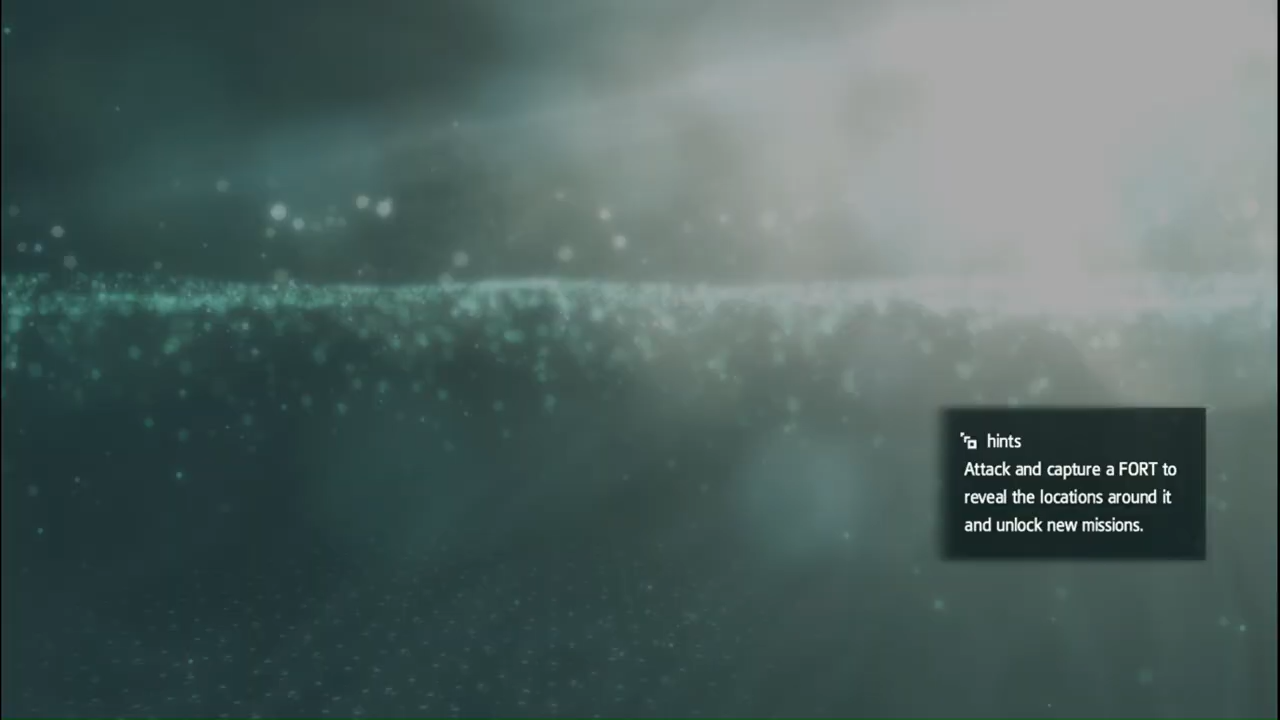 hints
Attack and capture a FORT to
reveal the locations around it
and unlock new missions.